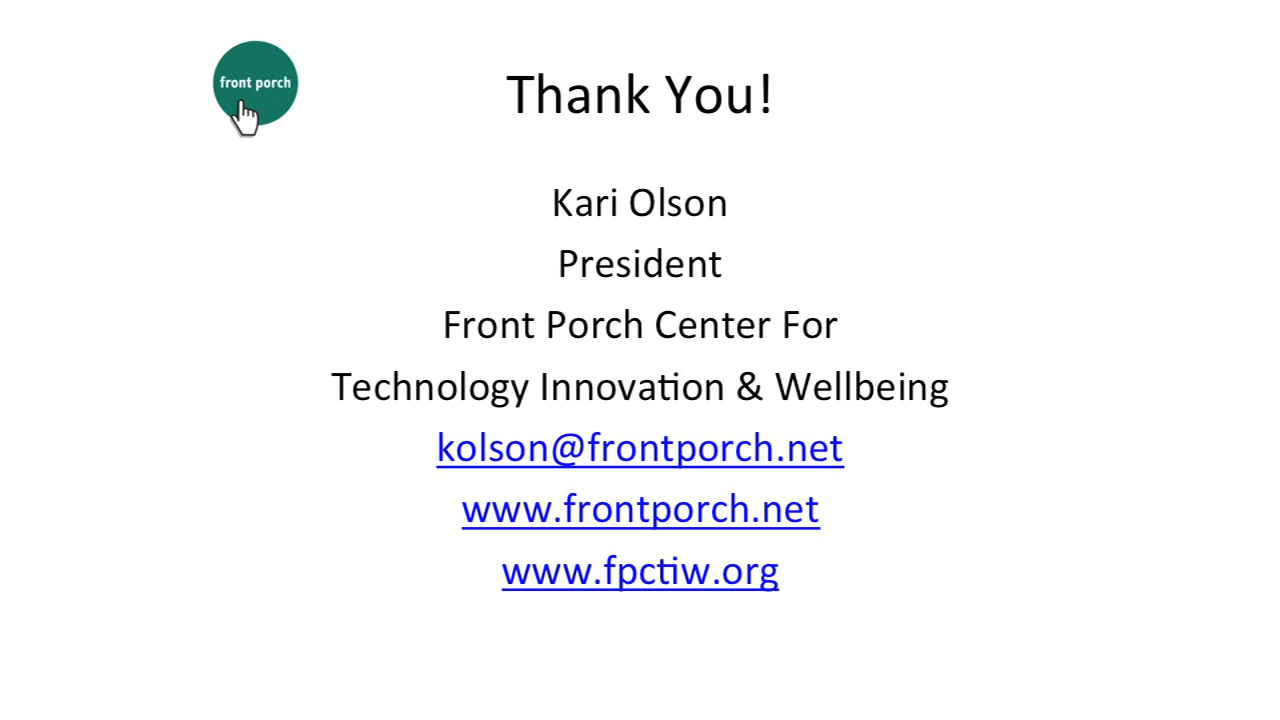 front porch
Thank You!
Kari Olson
President
Front Porch Center For
Technology Innovation & Wellbeing
kolson@frontporch.net
www.frontporch.net
www.fpctiw.org